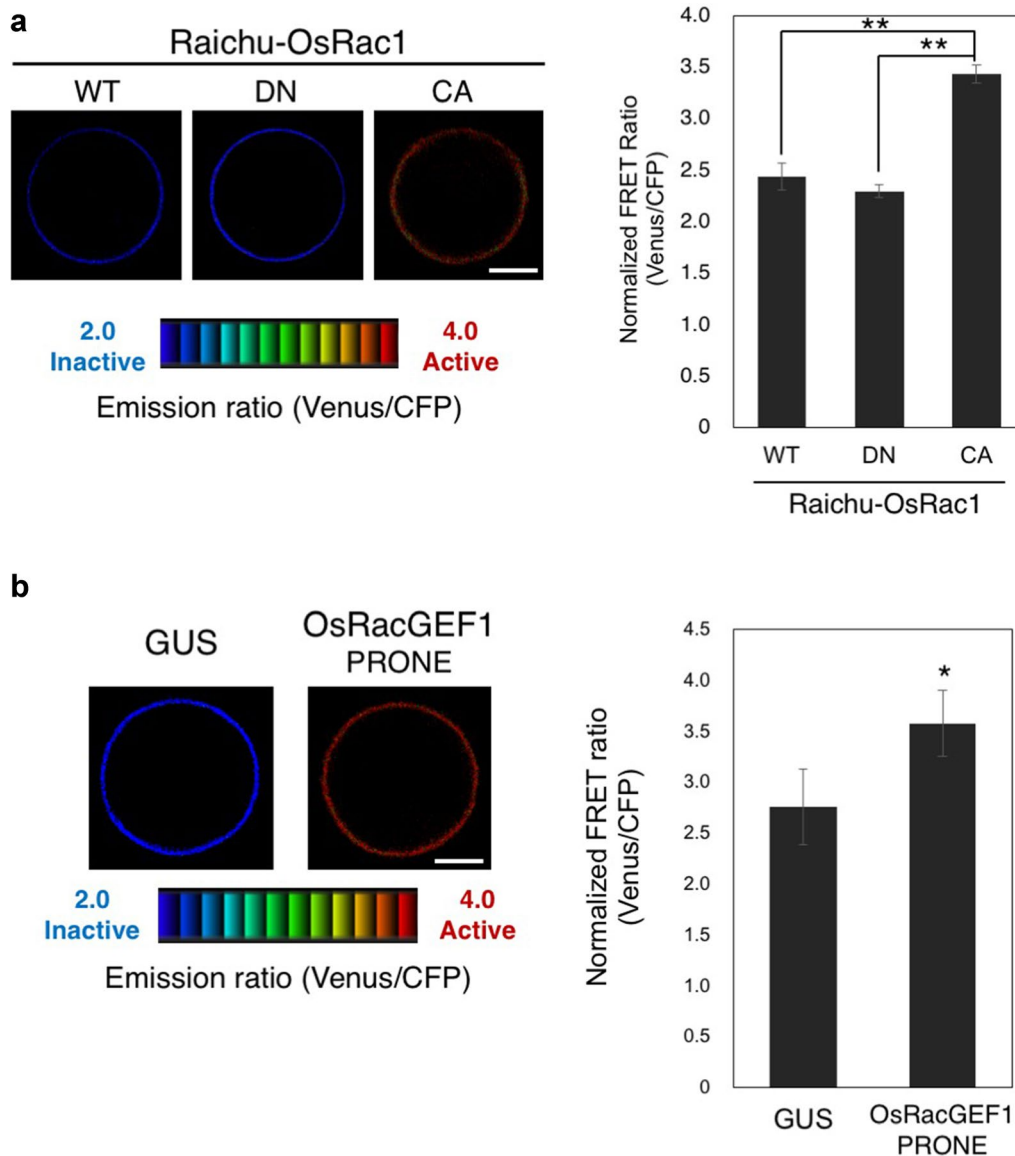 a
Raichu-OsRac1
WT DN CA
2.0
Inactive
4.0
Active
Emission ratio (Venus/CFP)
Normalized FRET Ratio
(Venus/CFP)
4.0
3.5
3.0
2.5
2.0
1.5
1.0
0.5
0
**
**
WT DN CA
Raichu-OsRac1
b
GUS
OsRacGEF1
PRONE
2.0
Inactive
4.0
Active
Emission ratio (Venus/CFP)
Normalized FRET ratio
(Venus/CFP)
4.5
4.0
3.5
3.0
2.5
2.0
1.5
1.0
0.5
0
*
GUS
OsRacGEF1
PRONE